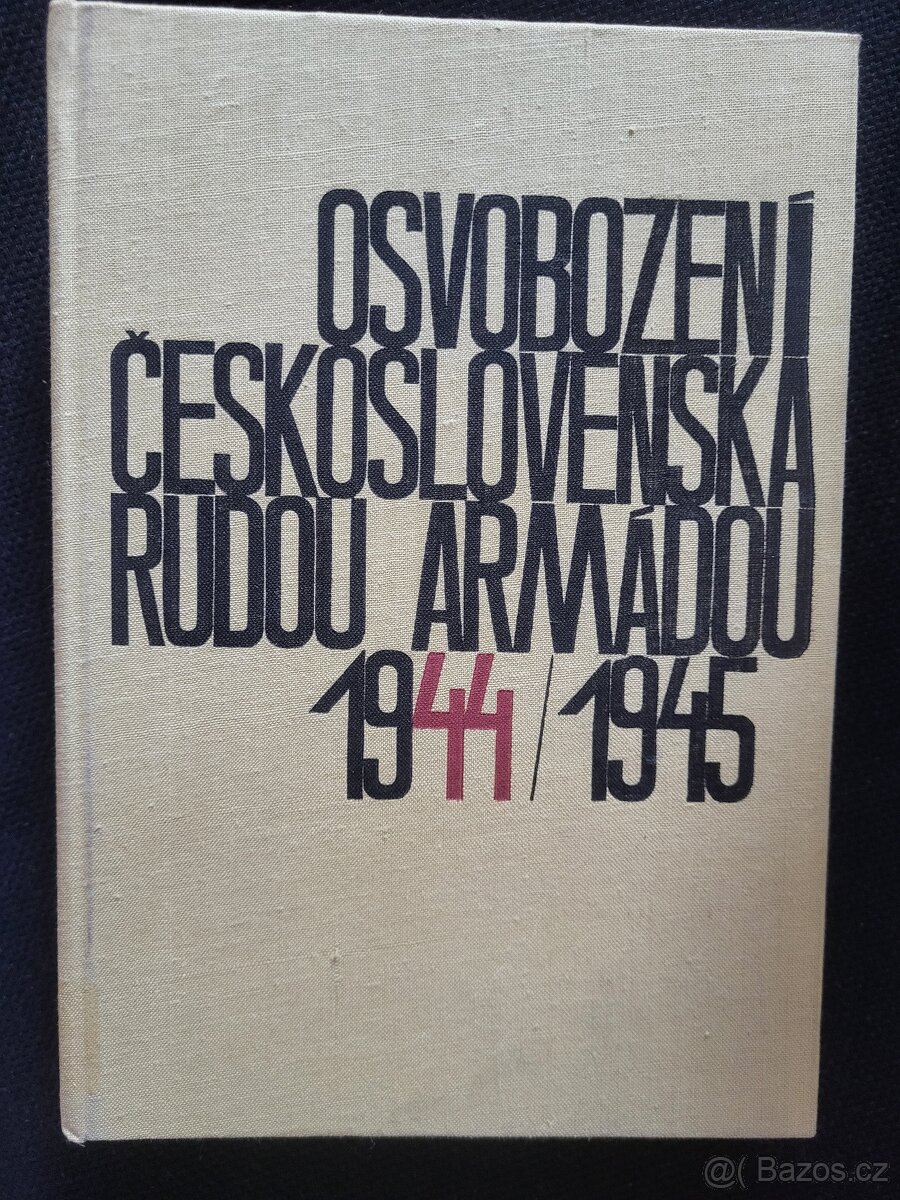 OSVOBOZENÍ
ČESKOSLOVENSKA
RUDOU ARMÁDOU
1944/1945
@( Bazos.cz